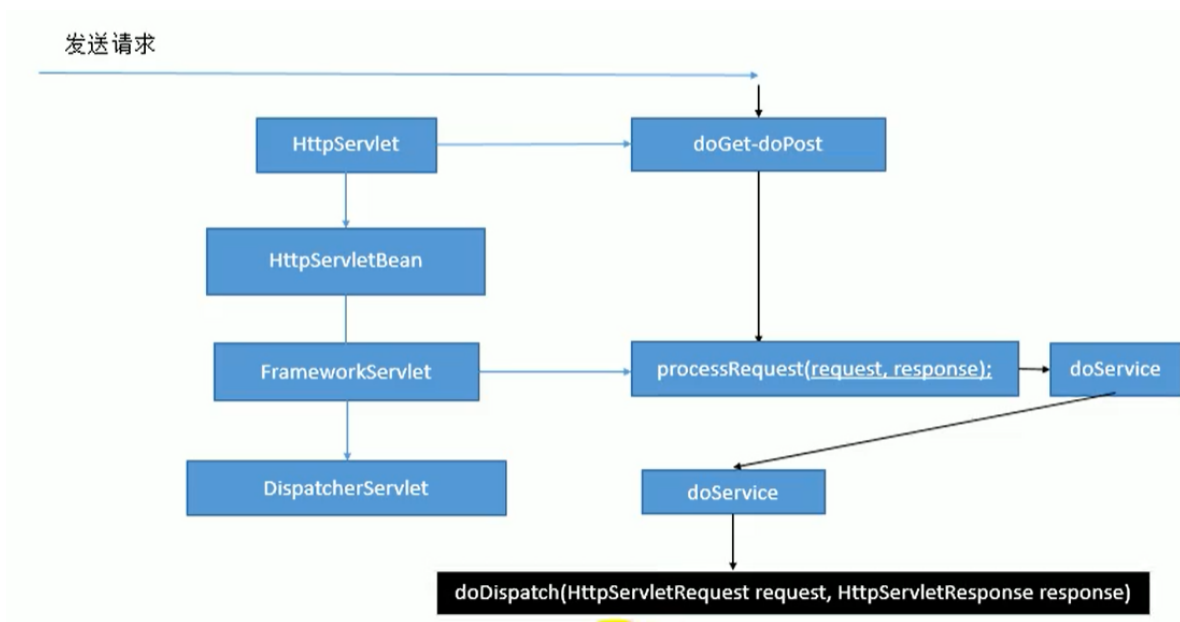 发送请求
HttpServlet
doGet-doPost
HttpServletBean
FrameworkServlet
processRequest(request, response);
doService
DispatcherServlet
doService
doDispatch(HttpServletRequest request, HttpServletResponse response)